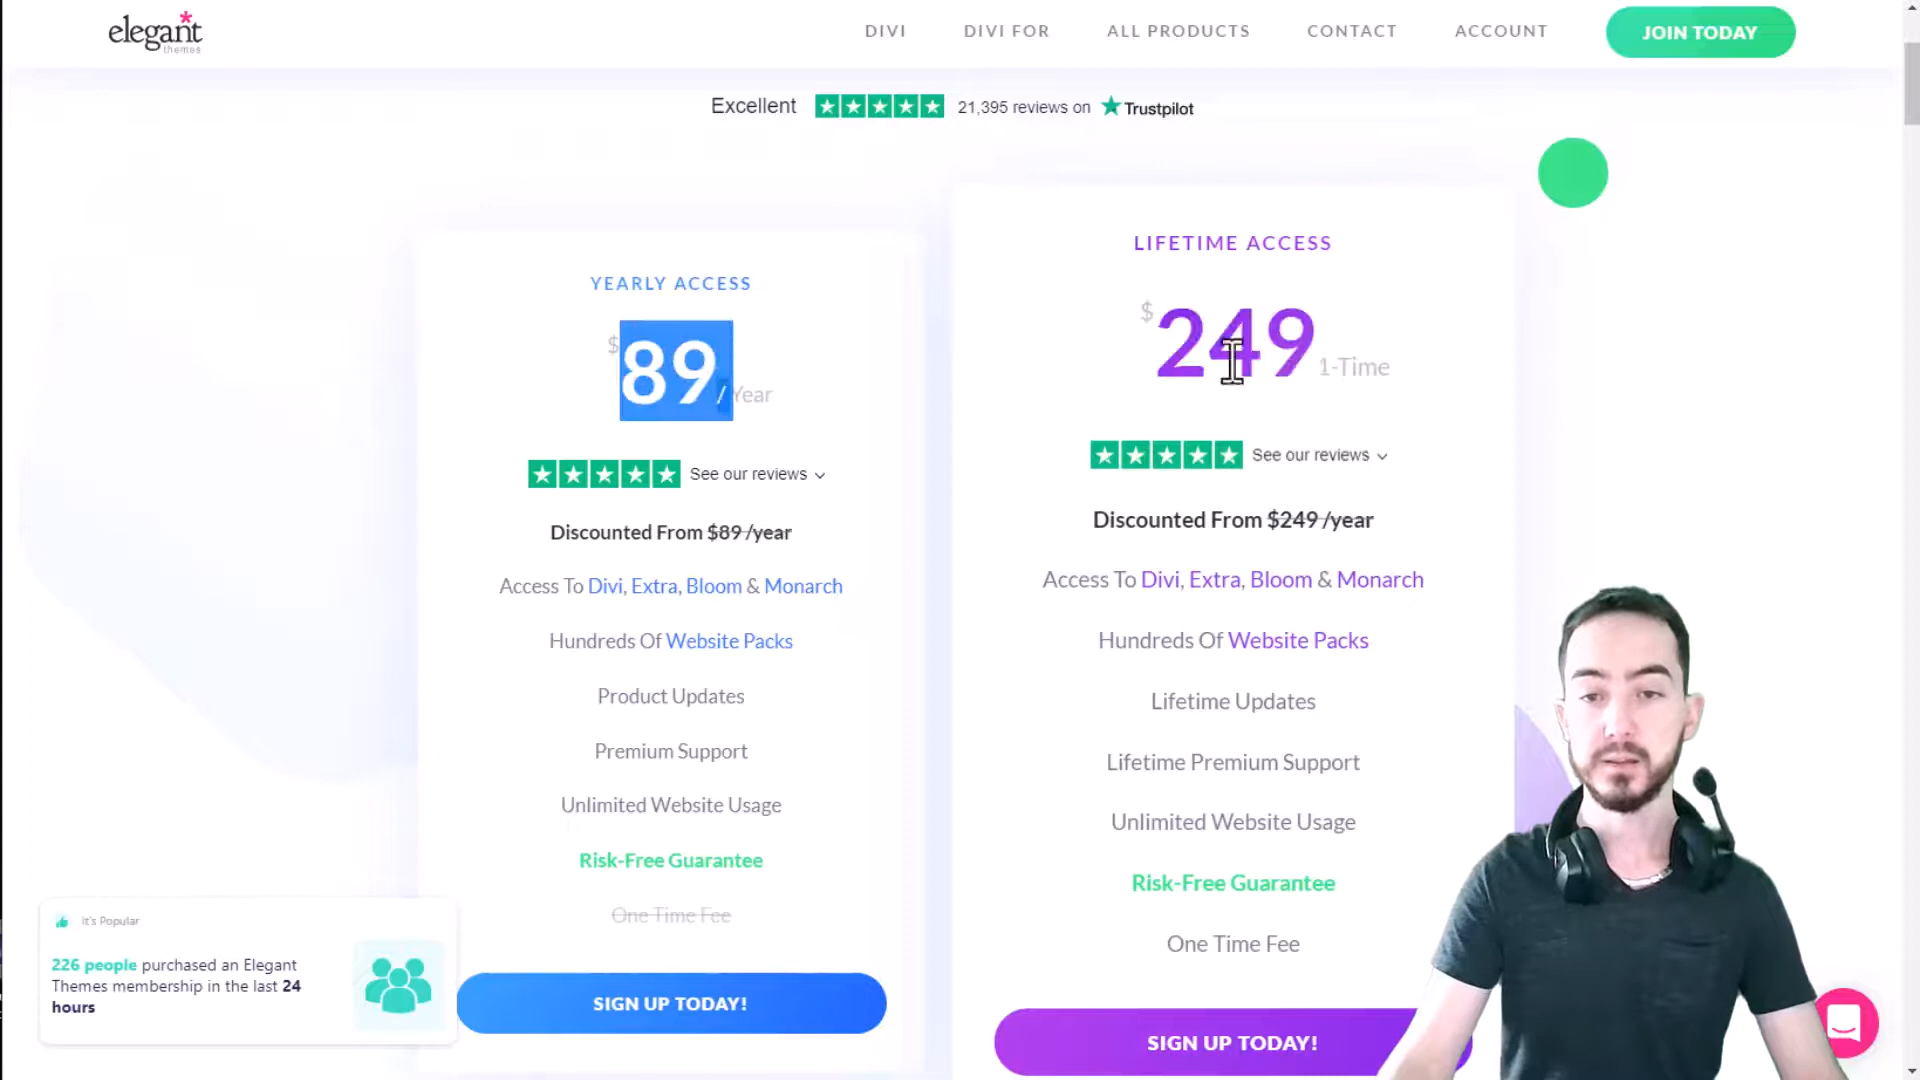 elegant
themes
DIVI
DIVI FOR
ALL PRODUCTS
CONTACT
ACCOUNT
JOIN TODAY
Excellent
21,395 reviews on
Trustpilot
YEARLY ACCESS
$89/Year
See our reviews
Discounted From $89/year
Access To Divi, Extra, Bloom & Monarch
Hundreds Of Website Packs
Product Updates
Premium Support
Unlimited Website Usage
Risk-Free Guarantee
One Time Fee
SIGN UP TODAY!
LIFETIME ACCESS
$249 1-Time
See our reviews
Discounted From $249/year
Access To Divi, Extra, Bloom & Monarch
Hundreds Of Website Packs
Lifetime Updates
Lifetime Premium Support
Unlimited Website Usage
Risk-Free Guarantee
One Time Fee
SIGN UP TODAY!
It's Popular
226 people purchased an Elegant
Themes membership in the last 24
hours